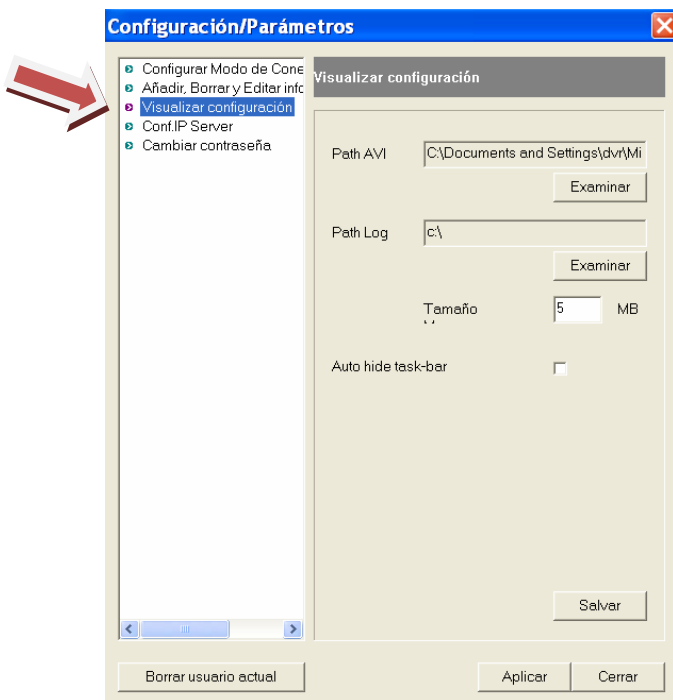 Configuración/Parámetros
Configurar Modo de Cone
Añadir, Borrar y Editar info
Visualizar configuración
Conf.IP Server
Cambiar contraseña
Visualizar configuración
Path AVI C:\Documents and Settings\dvr\Mi
Examinar
Path Log c:\
Examinar
Tamaño 5 MB
Auto hide task-bar
Salvar
Borrar usuario actual Aplicar Cerrar